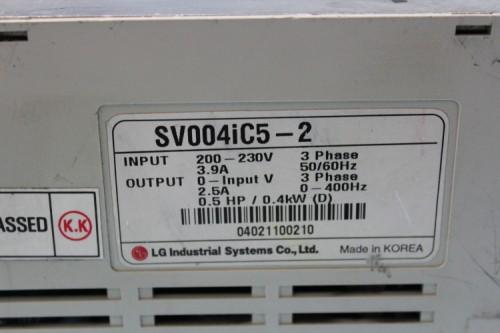 SV004iC5-2
INPUT 200-230V 3 Phase
3.9A 50/60Hz
OUTPUT 0-Input V 3 Phase
2.5A 0-400Hz
0.5 HP / 0.4kW (D)
04021100210
LG Industrial Systems Co., Ltd. Made in KOREA
ASSED K.K